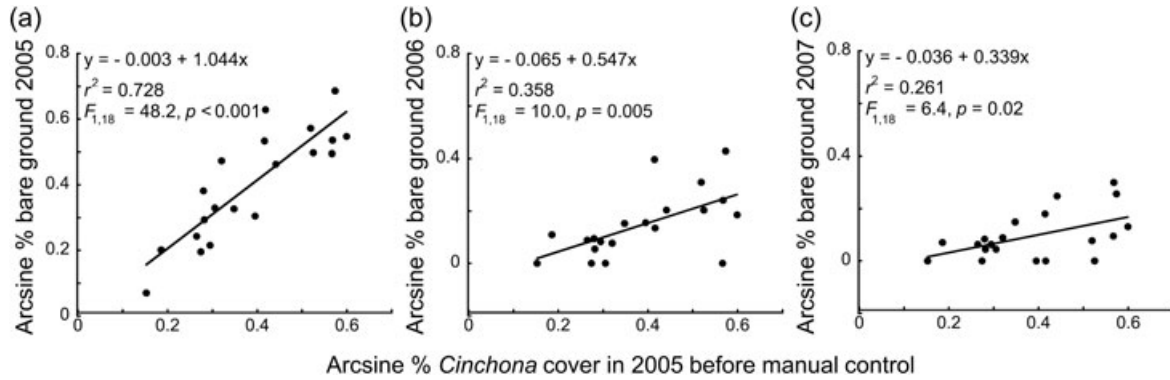 (a)
y = - 0.003 + 1.044x
r² = 0.728
F1,18 = 48.2, p <0.001
Arcsine % bare ground 2005
0.8
0.6
0.4
0.2
0
0 0.2 0.4 0.6
(b)
y = - 0.065 + 0.547x
r² = 0.358
F1,18 = 10.0, p = 0.005
Arcsine % bare ground 2006
0.8
0.4
0
0 0.2 0.4 0.6
(c)
y = - 0.036 + 0.339x
r² = 0.261
F1,18 = 6.4, p = 0.02
Arcsine % bare ground 2007
0.8
0.4
0
0 0.2 0.4 0.6
Arcsine % Cinchona cover in 2005 before manual control